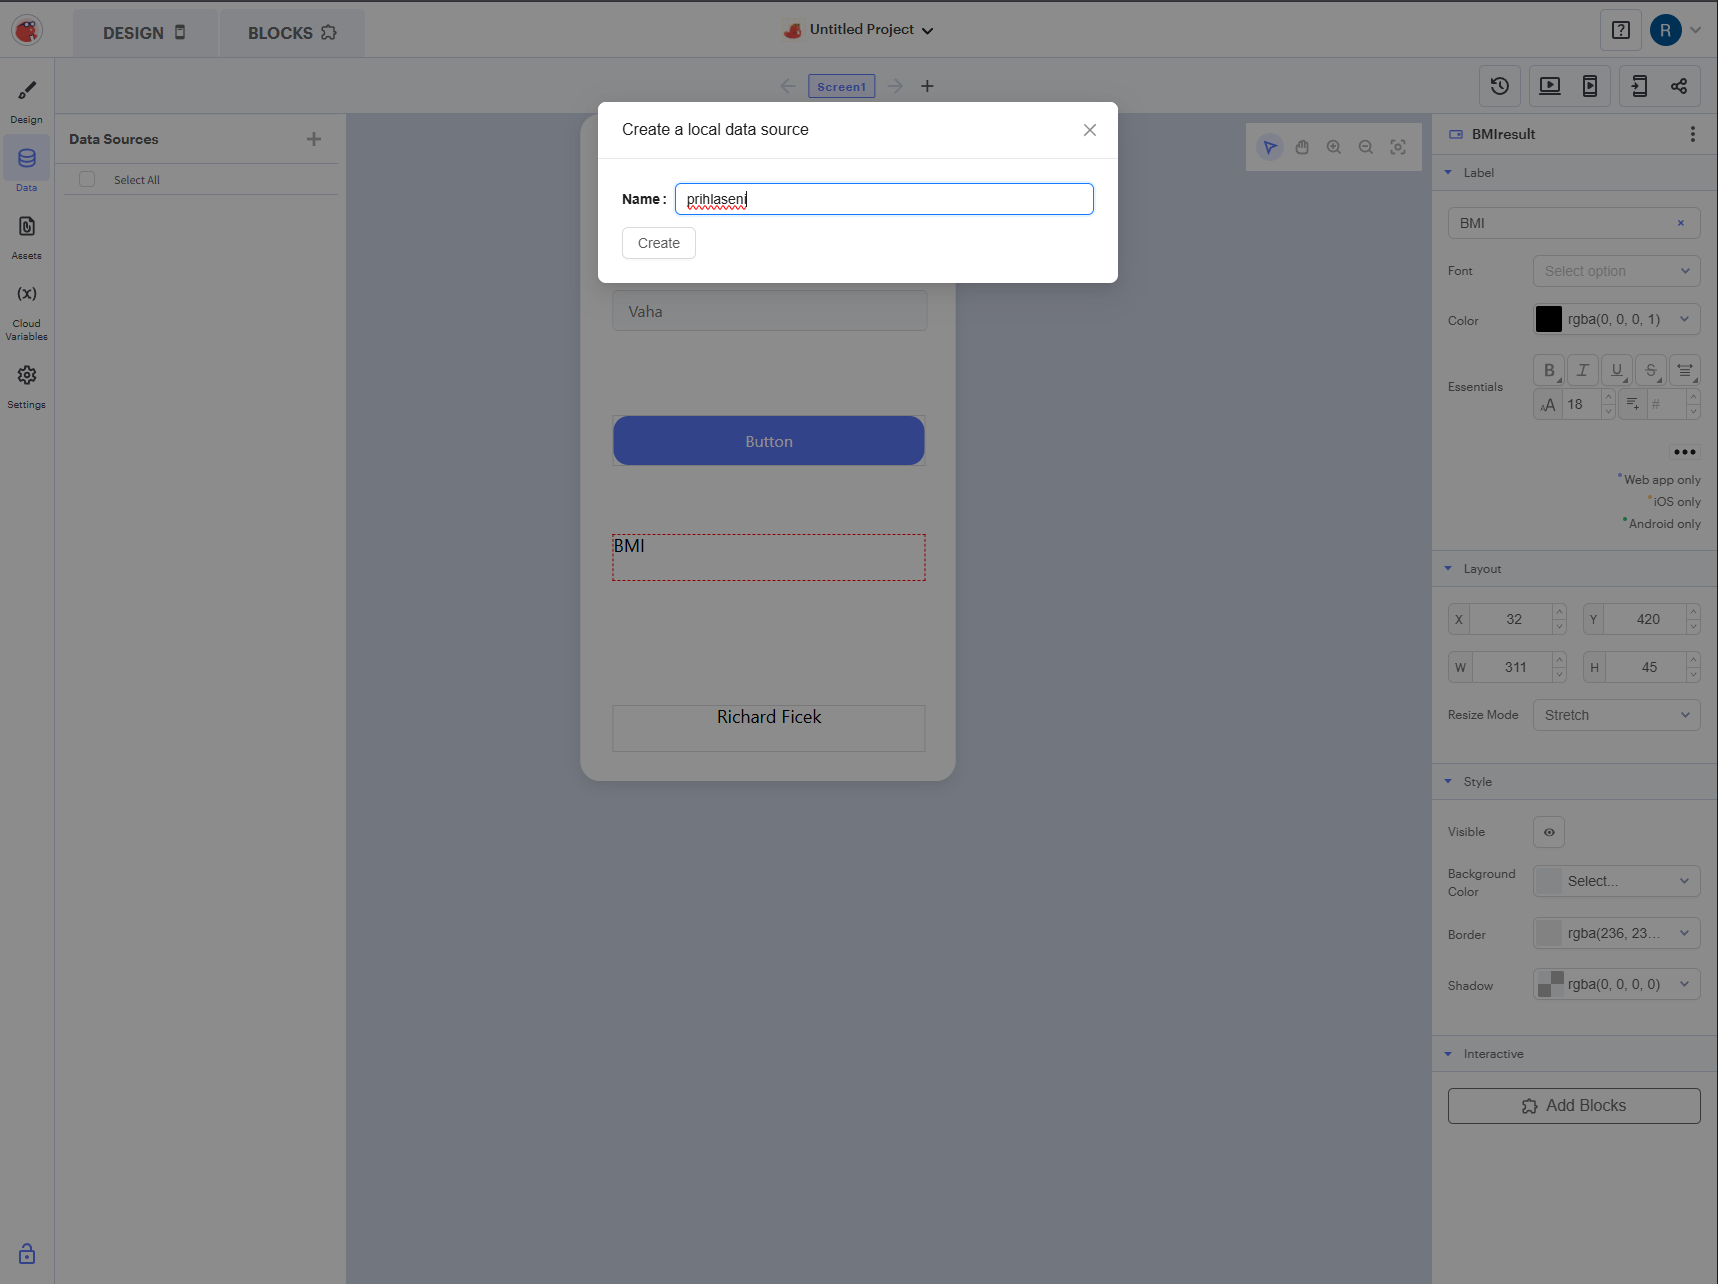 DESIGN
BLOCKS
Untitled Project
R
Screen1
Design
Data
Assets
Cloud
Variables
Settings
Data Sources
Select All
Create a local data source
Name :
prihlaseni
Create
Vaha
Button
BMI
Richard Ficek
BMIresult
Label
BMI
Font
Select option
Color
rgba(0, 0, 0, 1)
Essentials
B I U S
AA 18 #
Web app only
iOS only
Android only
Layout
X 32 Y 420
W 311 H 45
Resize Mode
Stretch
Style
Visible
Background
Color
Select...
Border
rgba(236, 23...
Shadow
rgba(0, 0, 0, 0)
Interactive
Add Blocks